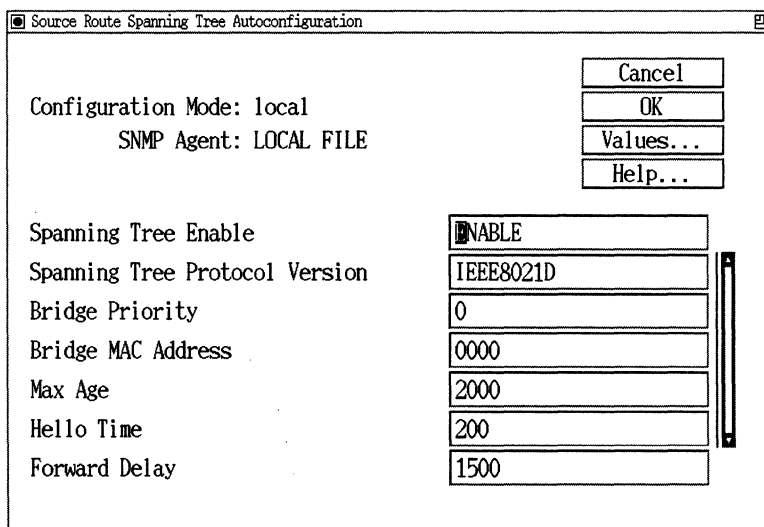 Source Route Spanning Tree Autoconfiguration
Cancel
Configuration Mode: local
OK
SNMP Agent: LOCAL FILE
Values...
Help...
Spanning Tree Enable
ENABLE
Spanning Tree Protocol Version
IEEE8021D
Bridge Priority
0
Bridge MAC Address
0000
Max Age
2000
Hello Time
200
Forward Delay
1500